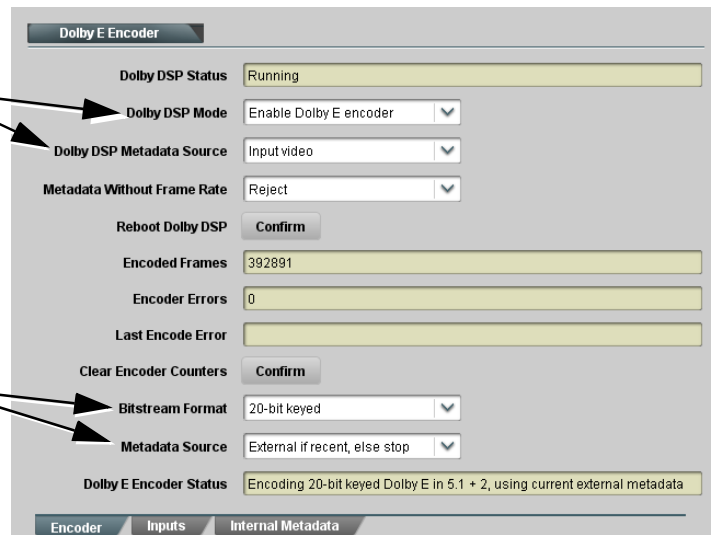 Dolby E Encoder
Dolby DSP Status Running
Dolby DSP Mode Enable Dolby E encoder
Dolby DSP Metadata Source Input video
Metadata Without Frame Rate Reject
Reboot Dolby DSP Confirm
Encoded Frames 392891
Encoder Errors 0
Last Encode Error
Clear Encoder Counters Confirm
Bitstream Format 20-bit keyed
Metadata Source External if recent, else stop
Dolby E Encoder Status Encoding 20-bit keyed Dolby E in 5.1 + 2, using current external metadata
Encoder Inputs Internal Metadata